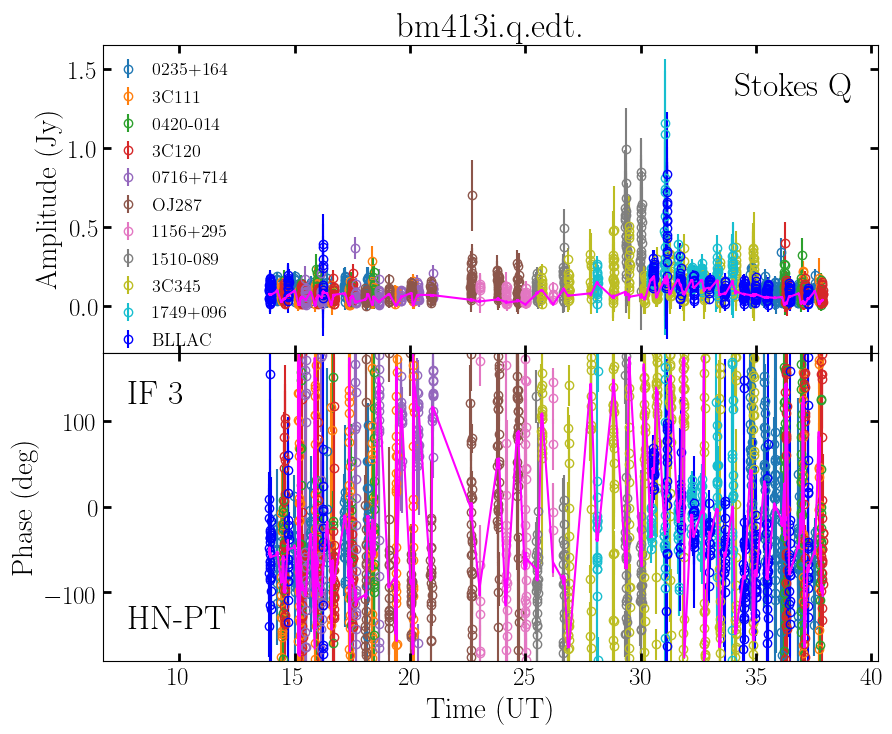 bm413i.q.edt.
Amplitude (Jy)
1.5
1.0
0.5
0.0
0235+164
3C111
0420-014
3C120
0716+714
OJ287
1156+295
1510-089
3C345
1749+096
BLLAC
Stokes Q
Phase (deg)
100
0
−100
IF 3
HN-PT
10 15 20 25 30 35 40
Time (UT)